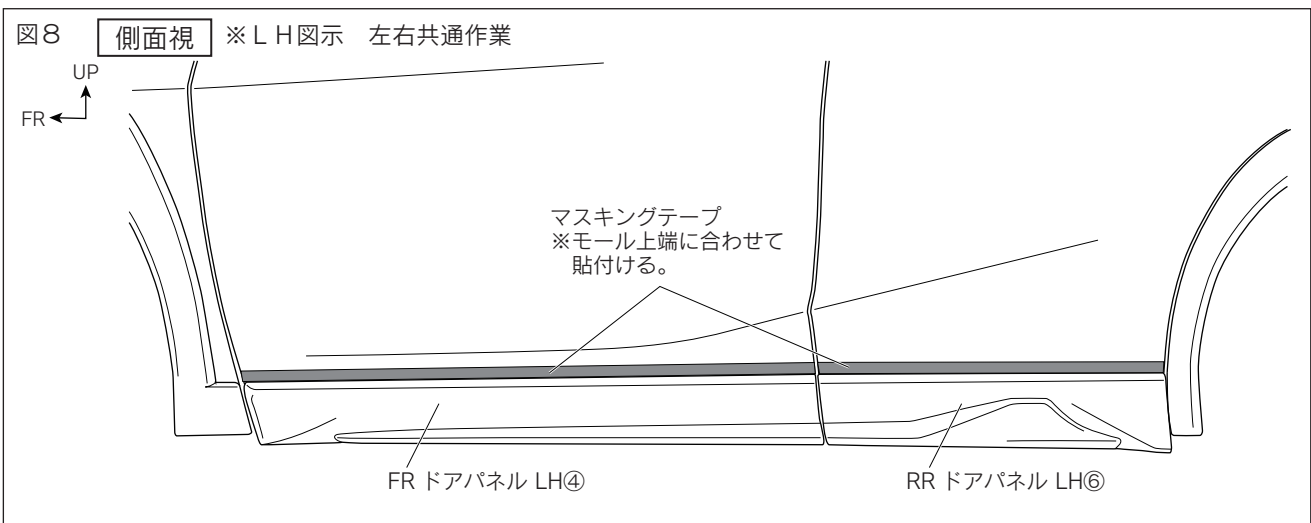 図8 側面視 ※LH図示 左右共通作業
UP
FR
マスキングテープ
※モール上端に合わせて
貼付ける。
FR ドアパネル LH④
RR ドアパネル LH⑥